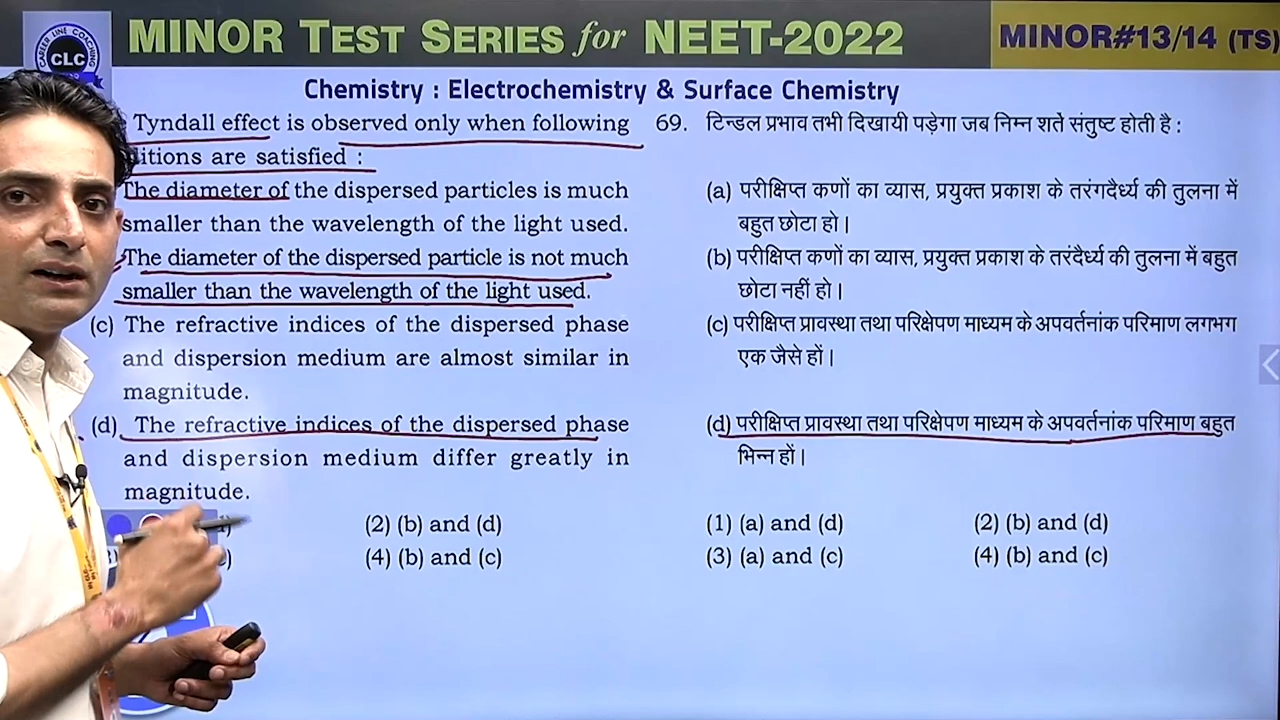 CAREER LINE COACHING
CLC
MINOR TEST SERIES for NEET-2022
MINOR#13/14 (TS)
Chemistry : Electrochemistry & Surface Chemistry
Tyndall effect is observed only when following
ditions are satisfied :
The diameter of the dispersed particles is much
smaller than the wavelength of the light used.
The diameter of the dispersed particle is not much
smaller than the wavelength of the light used.
(c) The refractive indices of the dispersed phase
and dispersion medium are almost similar in
magnitude.
(d) The refractive indices of the dispersed phase
and dispersion medium differ greatly in
magnitude.
(2) (b) and (d)
(4) (b) and (c)
69. टिन्डल प्रभाव तभी दिखायी पड़ेगा जब निम्न शर्तें संतुष्ट होती है :
(a) परीक्षिप्त कणों का व्यास, प्रयुक्त प्रकाश के तरंगदैर्ध्य की तुलना में
बहुत छोटा हो।
(b) परीक्षिप्त कणों का व्यास, प्रयुक्त प्रकाश के तरंदैर्ध्य की तुलना में बहुत
छोटा नहीं हो।
(c) परीक्षिप्त प्रावस्था तथा परिक्षेपण माध्यम के अपवर्तनांक परिमाण लगभग
एक जैसे हों।
(d) परीक्षिप्त प्रावस्था तथा परिक्षेपण माध्यम के अपवर्तनांक परिमाण बहुत
भिन्न हों।
(1) (a) and (d)
(2) (b) and (d)
(3) (a) and (c)
(4) (b) and (c)